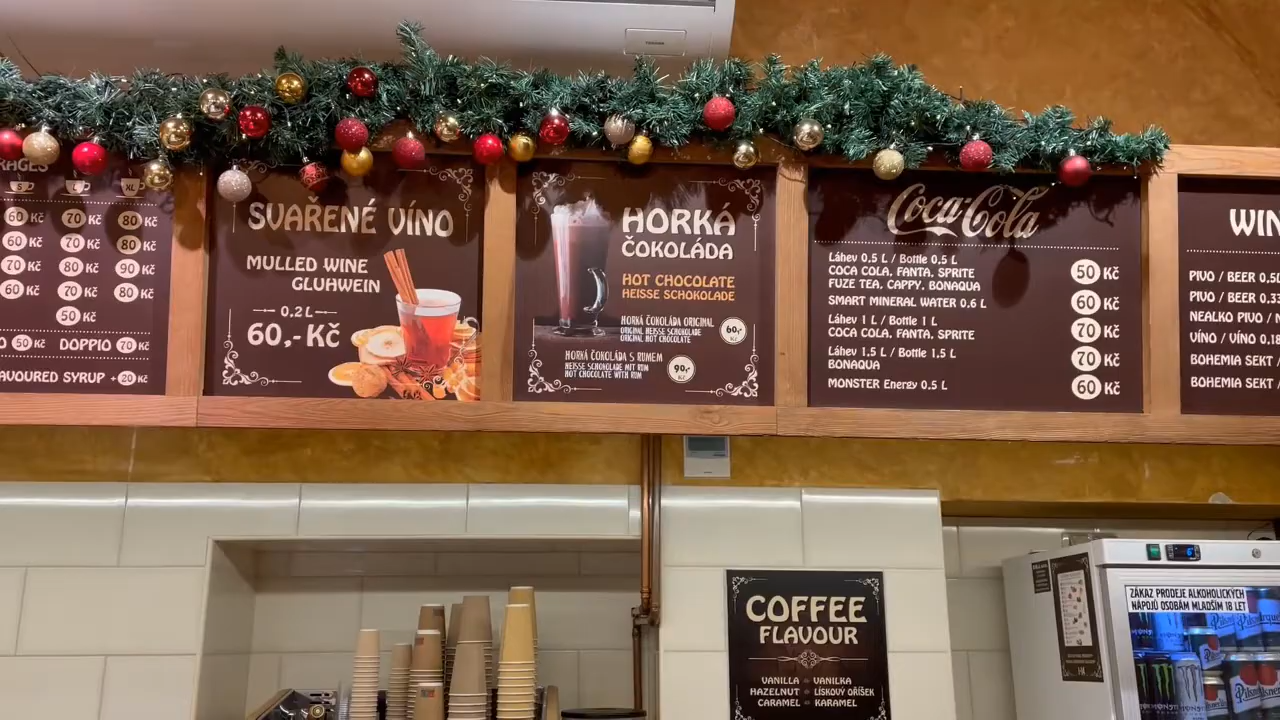 RAGES
S L XL
60 Kč 70 Kč 80 Kč
60 Kč 70 Kč 80 Kč
70 Kč 80 Kč 90 Kč
60 Kč 70 Kč 80 Kč
50 Kč
O 50 Kč DOPPIO 70 Kč
AVOURED SYRUP +20 Kč
SVAŘENÉ VÍNO
MULLED WINE
GLUHWEIN
0,2 L
60,- KČ
HORKÁ
ČOKOLÁDA
HOT CHOCOLATE
HEISSE SCHOKOLADE
HORKÁ ČOKOLÁDA ORIGINAL
ORIGINAL HEISSE SCHOKOLADE
ORIGINAL HOT CHOCOLATE
60,- Kč
HORKÁ ČOKOLÁDA S RUMEM
HEISSE SCHOKOLADE MIT RUM
HOT CHOCOLATE WITH RUM
90,- Kč
Coca-Cola
Láhev 0,5 L / Bottle 0,5 L
COCA COLA, FANTA, SPRITE
FUZE TEA, CAPPY, BONAQUA
50 Kč
SMART MINERAL WATER 0.6 L
60 Kč
Láhev 1 L / Bottle 1 L
COCA COLA, FANTA, SPRITE
70 Kč
Láhev 1,5 L / Bottle 1,5 L
BONAQUA
70 Kč
MONSTER Energy 0.5 L
60 Kč
WIN
PIVO / BEER 0.5L
PIVO / BEER 0.3
NEALKO PIVO /
VÍNO / VÍNO 0.18
BOHEMIA SEKT /
BOHEMIA SEKT /
COFFEE
FLAVOUR
VANILLA VANILKA
HAZELNUT LÍSKOVÝ OŘÍŠEK
CARAMEL KARAMEL
ZÁKAZ PRODEJE ALKOHOLICKÝCH
NÁPOJŮ OSOBÁM MLADŠÍM 18 LET